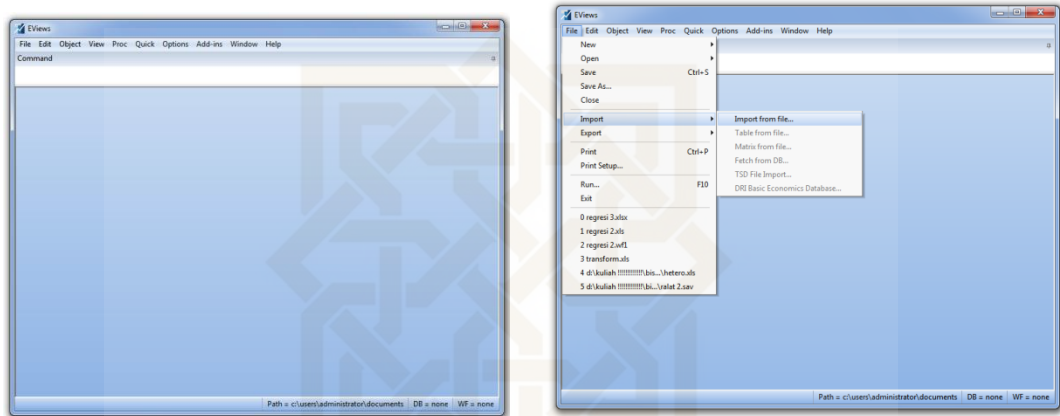 EViews
File Edit Object View Proc Quick Options Add-ins Window Help
Command
Path = c:\users\administrator\documents DB = none WF = none
EViews
File Edit Object View Proc Quick Options Add-ins Window Help
New
Open
Save Ctrl+S
Save As...
Close
Import
Export
Print Ctrl+P
Print Setup...
Run... F10
Exit
0 regresi 3.xlsx
1 regresi 2.xls
2 regresi 2.wf1
3 transform.xls
4 d:\kuliah !!!!!!!!!!!!\bis...\hetero.xls
5 d:\kuliah !!!!!!!!!!!!\bi...\ralat 2.sav
Import from file...
Table from file...
Matrix from file...
Fetch from DB...
TSD File Import...
DRI Basic Economics Database...
Path = c:\users\administrator\documents DB = none WF = none